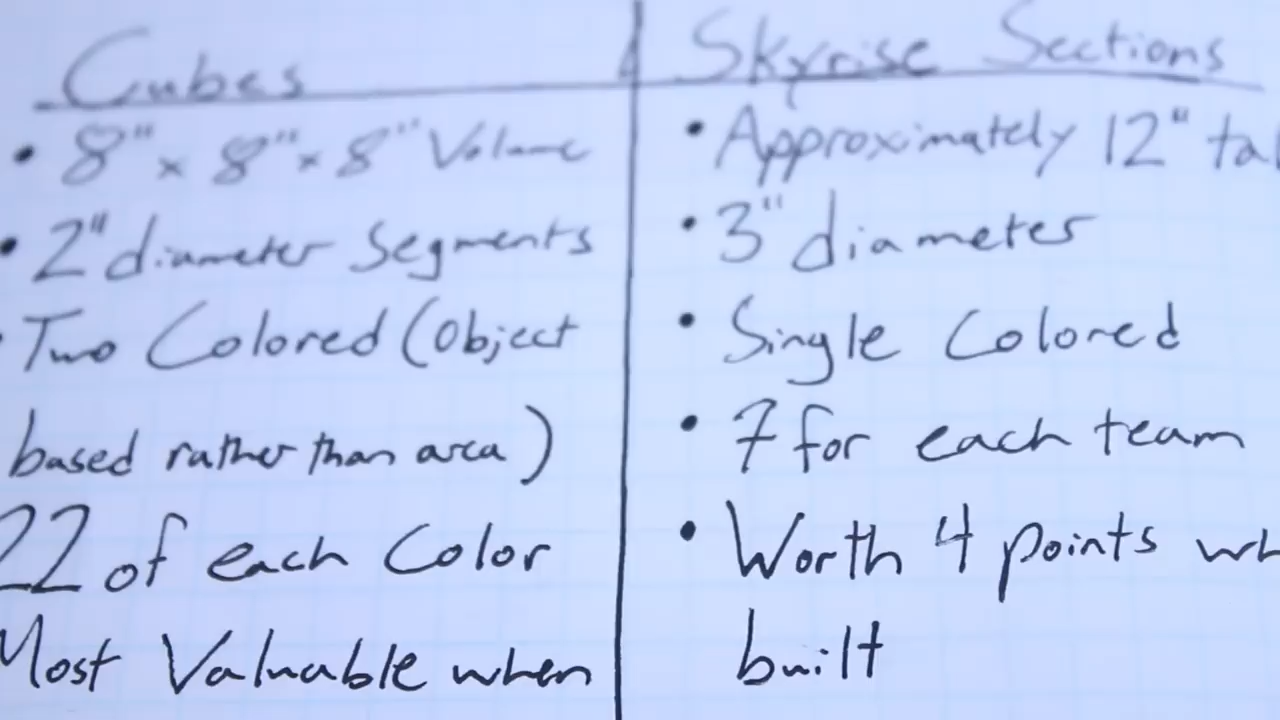 Cubes
• 8" x 8" x 8" Volume
• 2" diameter Segments
• Two Colored (Object
based rather than area)
22 of each Color
Most Valuable when
Skyrise Sections
• Approximately 12" tal
• 3" diameter
• Single Colored
• 7 for each team
• Worth 4 points wh
built